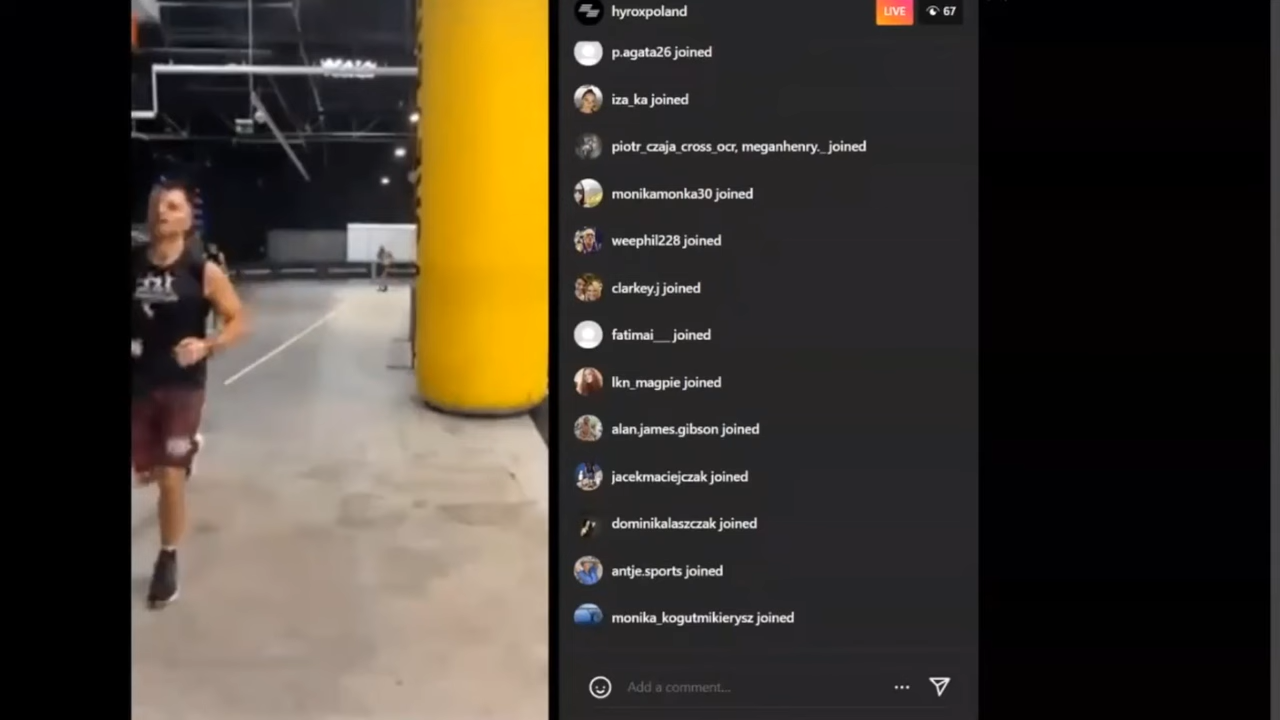 hyroxpoland
LIVE 67
p.agata26 joined
iza_ka joined
piotr_czaja_cross_ocr, meganhenry._ joined
monikamonka30 joined
weephil228 joined
clarkey.j joined
fatimai___ joined
lkn_magpie joined
alan.james.gibson joined
jacekmaciejczak joined
dominikalaszczak joined
antje.sports joined
monika_kogutmikierysz joined
Add a comment...